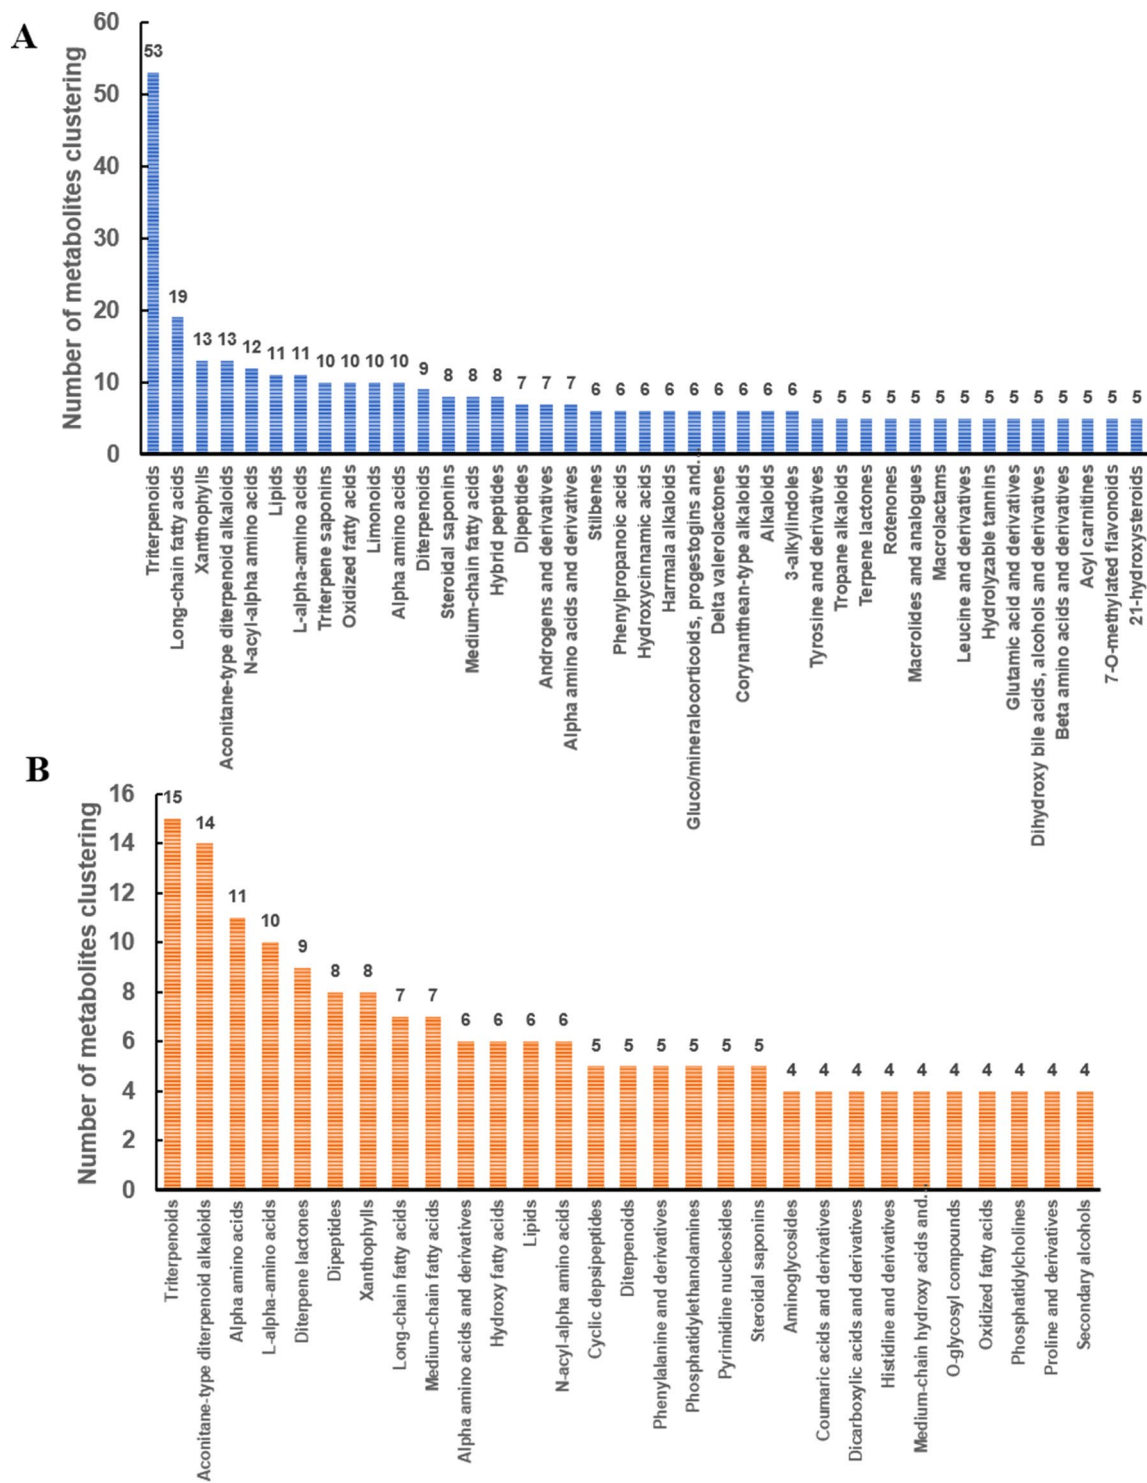 A
Number of metabolites clustering
60
50
40
30
20
10
0
53
19
13
13
12
11
11
10
10
10
10
9
8
8
8
7
7
7
6
6
6
6
6
6
6
6
6
5
5
5
5
5
5
5
5
5
5
5
5
5
5
Triterpenoids
Long-chain fatty acids
Xanthophylls
Aconitane-type diterpenoid alkaloids
N-acyl-alpha amino acids
Lipids
L-alpha-amino acids
Triterpene saponins
Oxidized fatty acids
Limonoids
Alpha amino acids
Diterpenoids
Steroidal saponins
Medium-chain fatty acids
Hybrid peptides
Dipeptides
Androgens and derivatives
Alpha amino acids and derivatives
Stilbenes
Phenylpropanoic acids
Hydroxycinnamic acids
Harmala alkaloids
Gluco/mineralocorticoids, progestogins and...
Delta valerolactones
Corynanthean-type alkaloids
Alkaloids
3-alkylindoles
Tyrosine and derivatives
Tropane alkaloids
Terpene lactones
Rotenones
Macrolides and analogues
Macrolactams
Leucine and derivatives
Hydrolyzable tannins
Glutamic acid and derivatives
Dihydroxy bile acids, alcohols and derivatives
Beta amino acids and derivatives
Acyl carnitines
7-O-methylated flavonoids
21-hydroxysteroids
B
Number of metabolites clustering
16
14
12
10
8
6
4
2
0
15
14
11
10
9
8
8
7
7
6
6
6
6
5
5
5
5
5
5
4
4
4
4
4
4
4
4
4
4
Triterpenoids
Aconitane-type diterpenoid alkaloids
Alpha amino acids
L-alpha-amino acids
Diterpene lactones
Dipeptides
Xanthophylls
Long-chain fatty acids
Medium-chain fatty acids
Alpha amino acids and derivatives
Hydroxy fatty acids
Lipids
N-acyl-alpha amino acids
Cyclic depsipeptides
Diterpenoids
Phenylalanine and derivatives
Phosphatidylethanolamines
Pyrimidine nucleosides
Steroidal saponins
Aminoglycosides
Coumaric acids and derivatives
Dicarboxylic acids and derivatives
Histidine and derivatives
Medium-chain hydroxy acids and...
O-glycosyl compounds
Oxidized fatty acids
Phosphatidylcholines
Proline and derivatives
Secondary alcohols